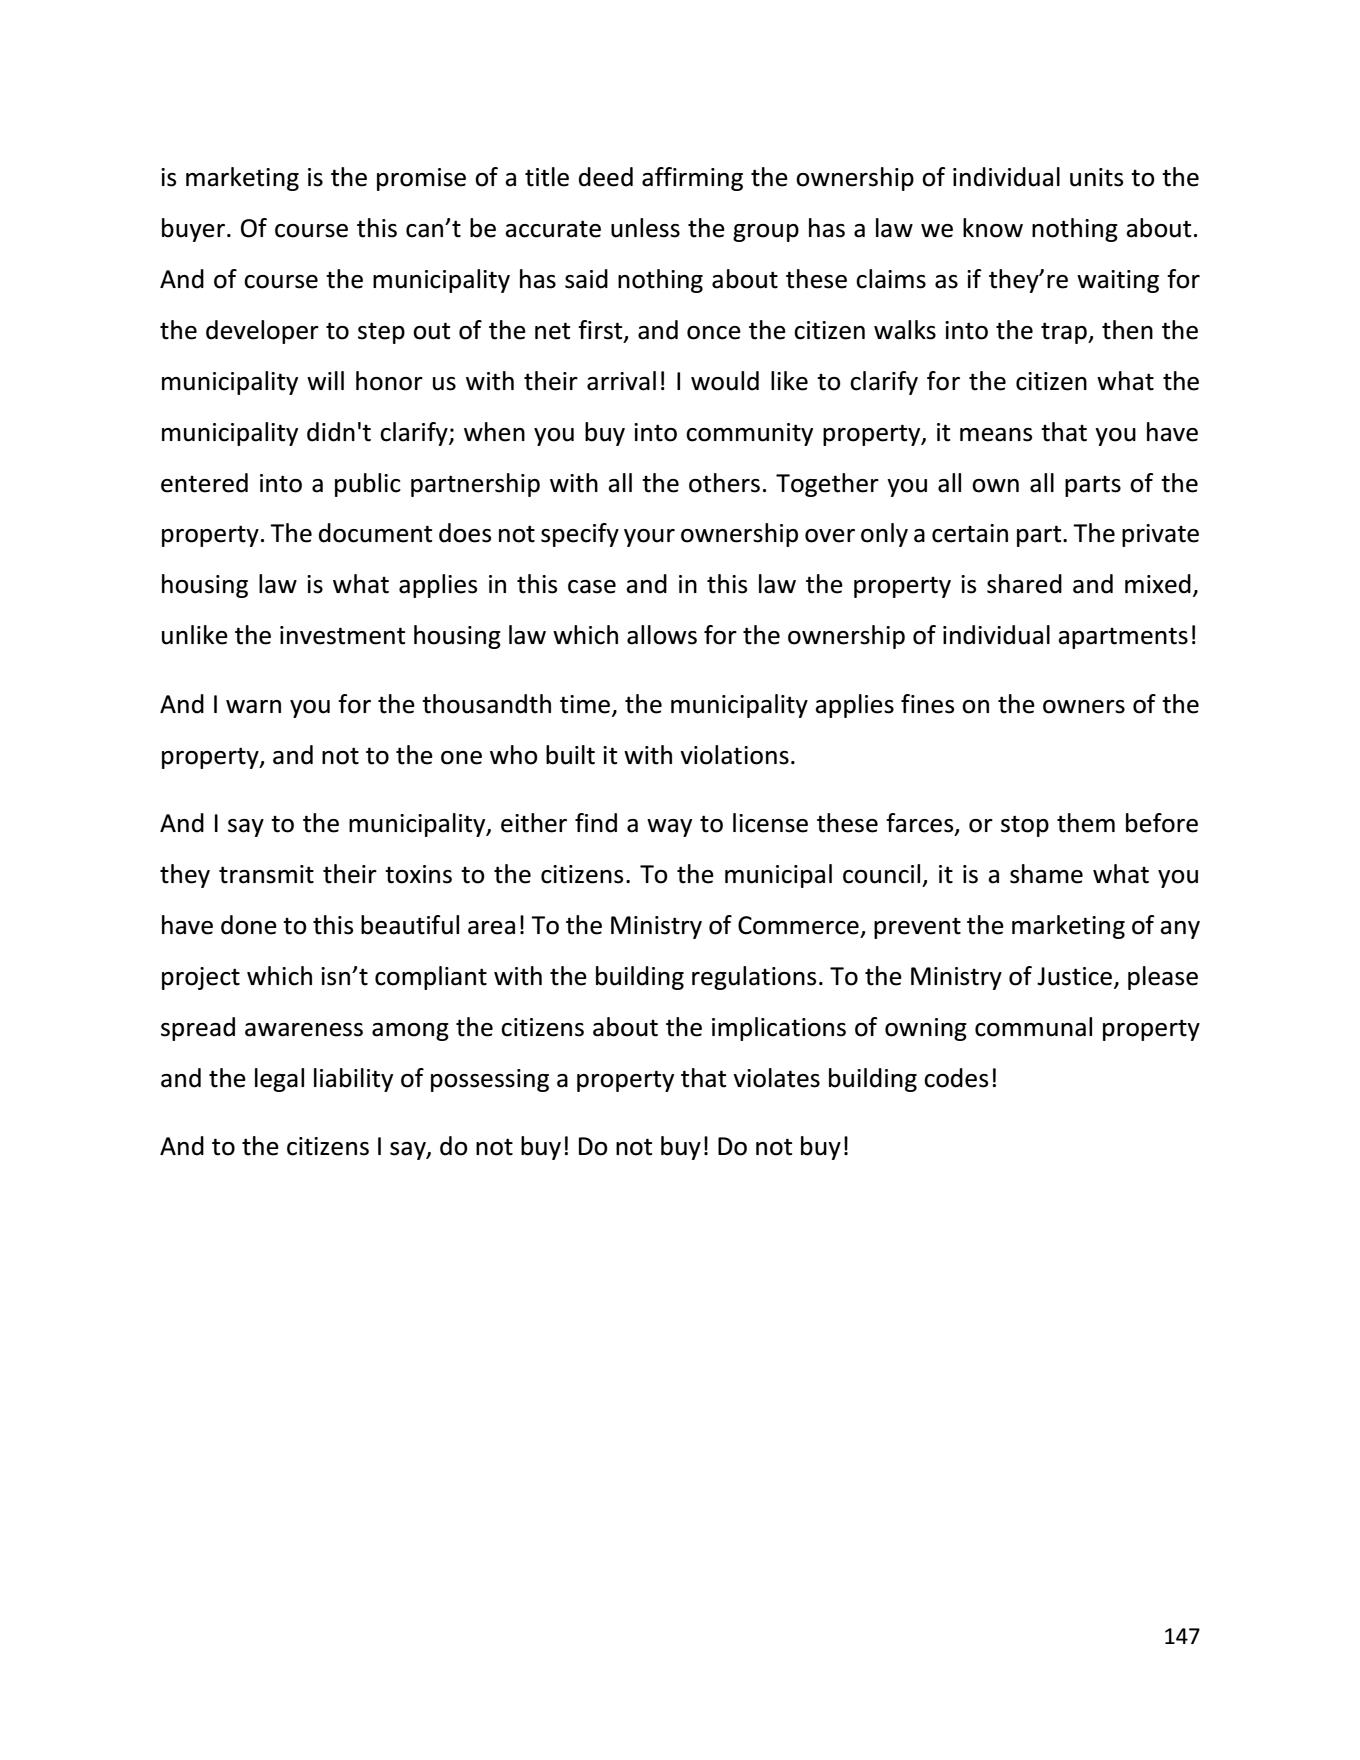 is marketing is the promise of a title deed affirming the ownership of individual units to the
buyer. Of course this can’t be accurate unless the group has a law we know nothing about.
And of course the municipality has said nothing about these claims as if they’re waiting for
the developer to step out of the net first, and once the citizen walks into the trap, then the
municipality will honor us with their arrival! I would like to clarify for the citizen what the
municipality didn't clarify; when you buy into community property, it means that you have
entered into a public partnership with all the others. Together you all own all parts of the
property. The document does not specify your ownership over only a certain part. The private
housing law is what applies in this case and in this law the property is shared and mixed,
unlike the investment housing law which allows for the ownership of individual apartments!
And I warn you for the thousandth time, the municipality applies fines on the owners of the
property, and not to the one who built it with violations.
And I say to the municipality, either find a way to license these farces, or stop them before
they transmit their toxins to the citizens. To the municipal council, it is a shame what you
have done to this beautiful area! To the Ministry of Commerce, prevent the marketing of any
project which isn’t compliant with the building regulations. To the Ministry of Justice, please
spread awareness among the citizens about the implications of owning communal property
and the legal liability of possessing a property that violates building codes!
And to the citizens I say, do not buy! Do not buy! Do not buy!
147